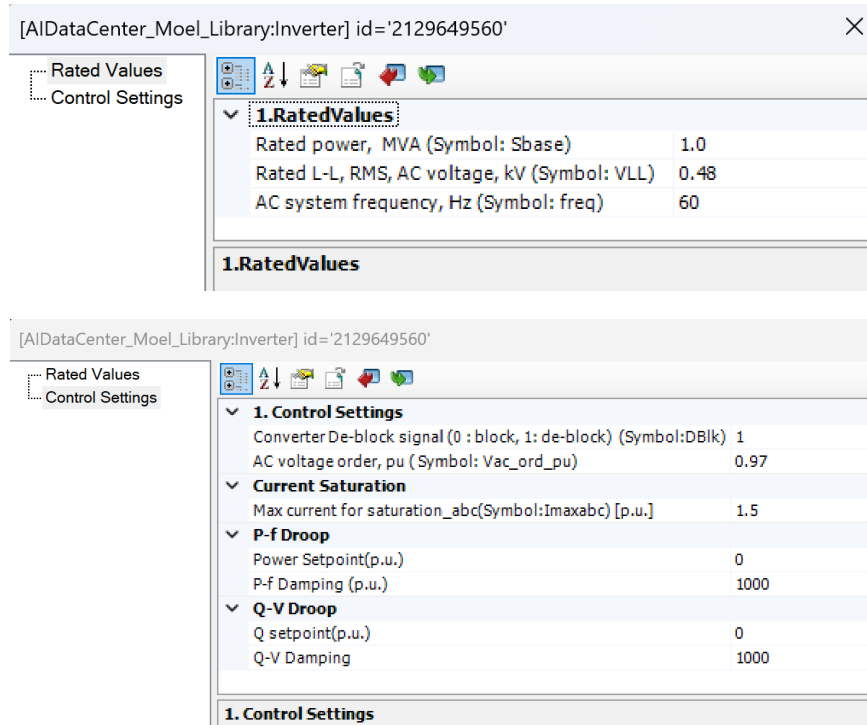 [AIDataCenter_Moel_Library:Inverter] id='2129649560'
Rated Values
Control Settings
1.RatedValues
Rated power, MVA (Symbol: Sbase) 1.0
Rated L-L, RMS, AC voltage, kV (Symbol: VLL) 0.48
AC system frequency, Hz (Symbol: freq) 60
1.RatedValues
[AIDataCenter_Moel_Library:Inverter] id='2129649560'
Rated Values
Control Settings
1. Control Settings
Converter De-block signal (0 : block, 1: de-block) (Symbol:DBlk) 1
AC voltage order, pu ( Symbol: Vac_ord_pu) 0.97
Current Saturation
Max current for saturation_abc(Symbol:Imaxabc) [p.u.] 1.5
P-f Droop
Power Setpoint(p.u.) 0
P-f Damping (p.u.) 1000
Q-V Droop
Q setpoint(p.u.) 0
Q-V Damping 1000
1. Control Settings